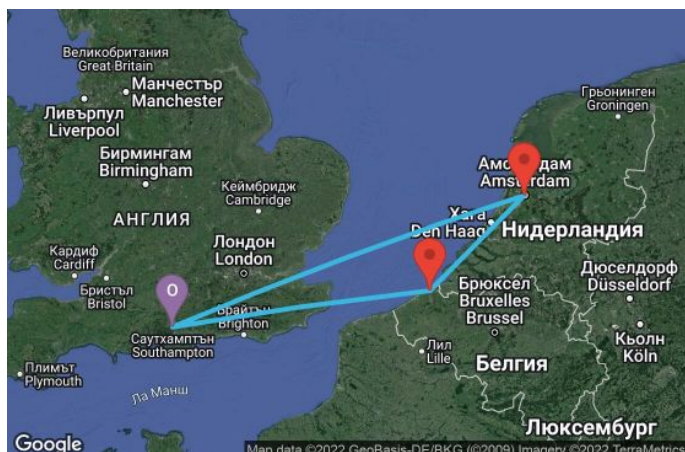 Великобритания
Great Britain
Манчестър
Manchester
Ливърпул
Liverpool
Бирмингам
Birmingham
Кеймбридж
Cambridge
АНГЛИЯ
Лондон
London
Кардиф
Cardiff
Бристъл
Bristol
Брайтън
Brighton
O
Саутхамптън
Southampton
Плимът
Plymouth
Ла Манш
Грьонинген
Groningen
Amsterdam
Хага
Den Haag
Нидерландия
Дюселдорф
Düsseldorf
Брюксел
Bruxelles
Brussel
Кьолн
Köln
Лил
Lille
Белгия
Люксембург
Google
Map data ©2022 GeoBasis-DE/BKG (©2009) Imagery ©2022 TerraMetrics